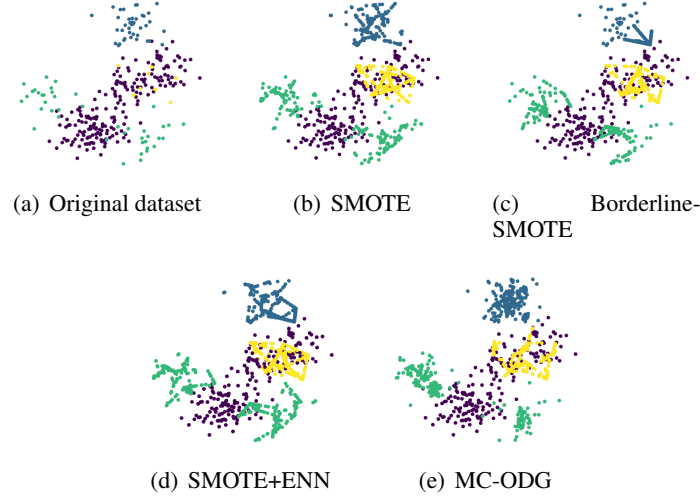 (a) Original dataset
(b) SMOTE
(c) Borderline-
SMOTE
(d) SMOTE+ENN
(e) MC-ODG